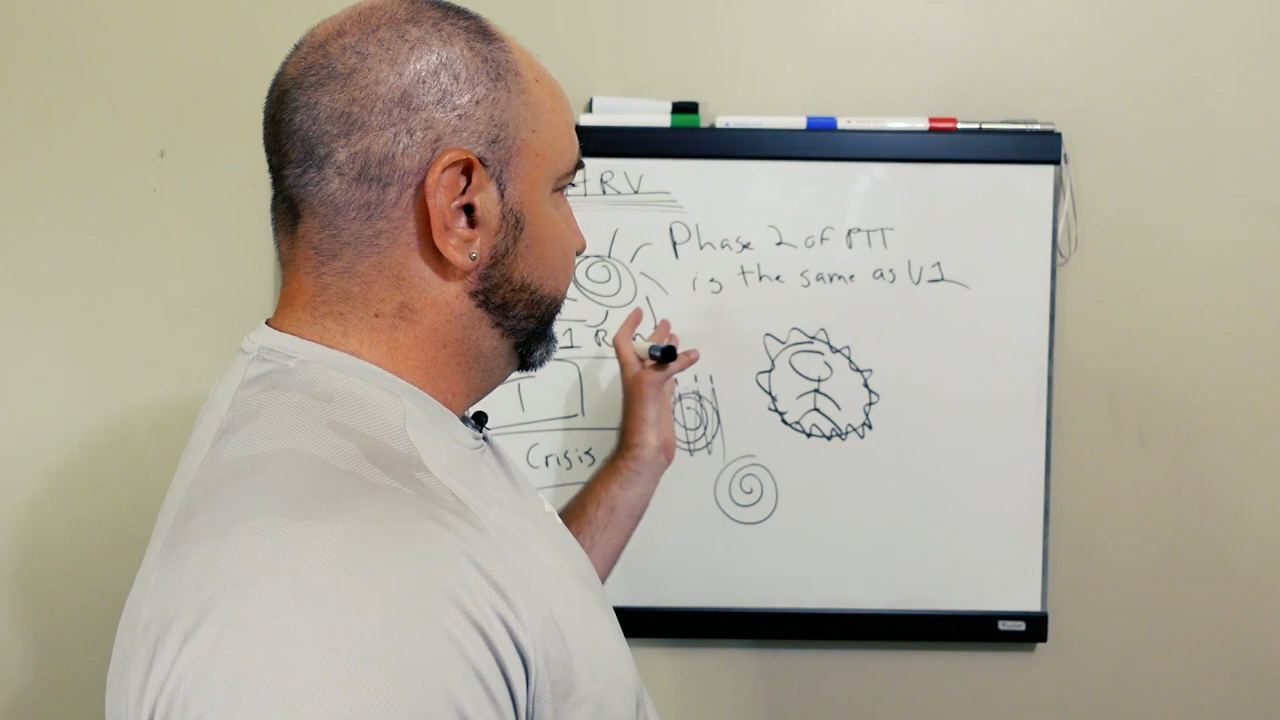 RV
Phase 2 of PTT
is the same as V1
1 R
Crisis